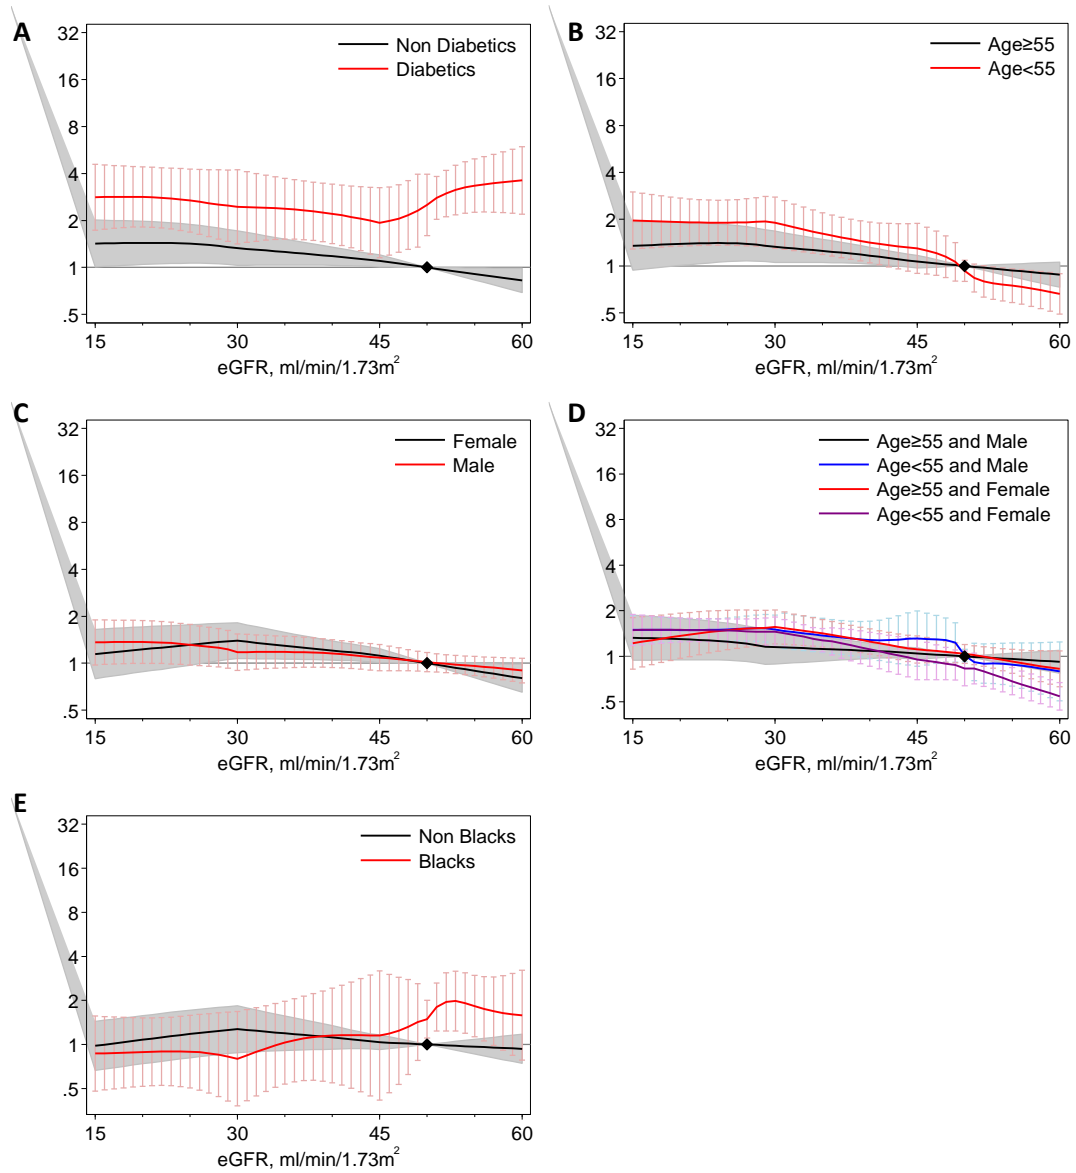 A
32
16
8
4
2
1
.5
Non Diabetics
Diabetics
15 30 45 60
eGFR, ml/min/1.73m²
B
32
16
8
4
2
1
.5
Age≥55
Age<55
15 30 45 60
eGFR, ml/min/1.73m²
C
32
16
8
4
2
1
.5
Female
Male
15 30 45 60
eGFR, ml/min/1.73m²
D
32
16
8
4
2
1
.5
Age≥55 and Male
Age<55 and Male
Age≥55 and Female
Age<55 and Female
15 30 45 60
eGFR, ml/min/1.73m²
E
32
16
8
4
2
1
.5
Non Blacks
Blacks
15 30 45 60
eGFR, ml/min/1.73m²